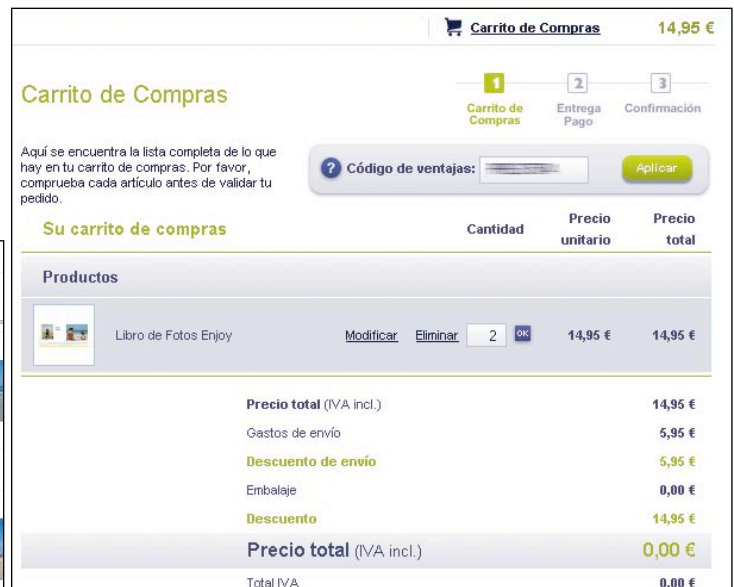 Carrito de Compras 14,95 €
Carrito de Compras
1 2 3
Carrito de Compras Entrega Pago Confirmación
Aquí se encuentra la lista completa de lo que
hay en tu carrito de compras. Por favor,
comprueba cada artículo antes de validar tu
pedido.
? Código de ventajas: Aplicar
Su carrito de compras Cantidad Precio unitario Precio total
Productos
Libro de Fotos Enjoy Modificar Eliminar 2 OK 14,95 € 14,95 €
Precio total (IVA incl.) 14,95 €
Gastos de envío 5,95 €
Descuento de envío 5,95 €
Embalaje 0,00 €
Descuento 14,95 €
Precio total (IVA incl.) 0,00 €
Total IVA 0,00 €